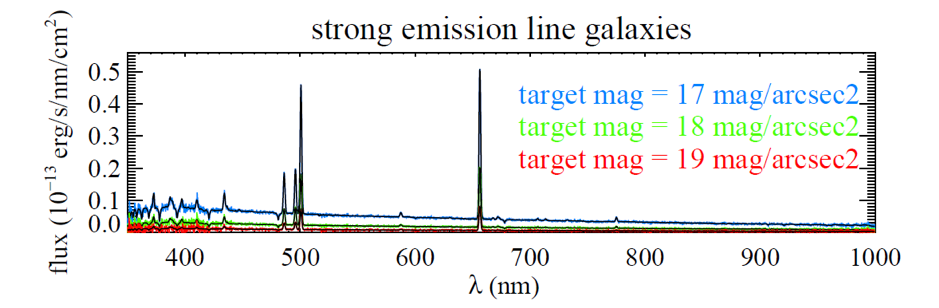 strong emission line galaxies
flux (10⁻¹³ erg/s/nm/cm²)
0.5
0.4
0.3
0.2
0.1
0.0
target mag = 17 mag/arcsec2
target mag = 18 mag/arcsec2
target mag = 19 mag/arcsec2
400 500 600 700 800 900 1000
λ (nm)